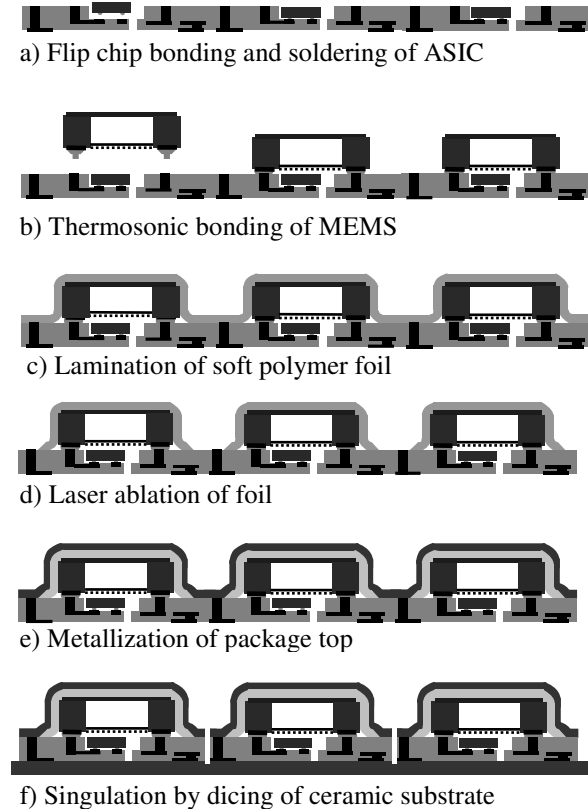 a) Flip chip bonding and soldering of ASIC
b) Thermosonic bonding of MEMS
c) Lamination of soft polymer foil
d) Laser ablation of foil
e) Metallization of package top
f) Singulation by dicing of ceramic substrate